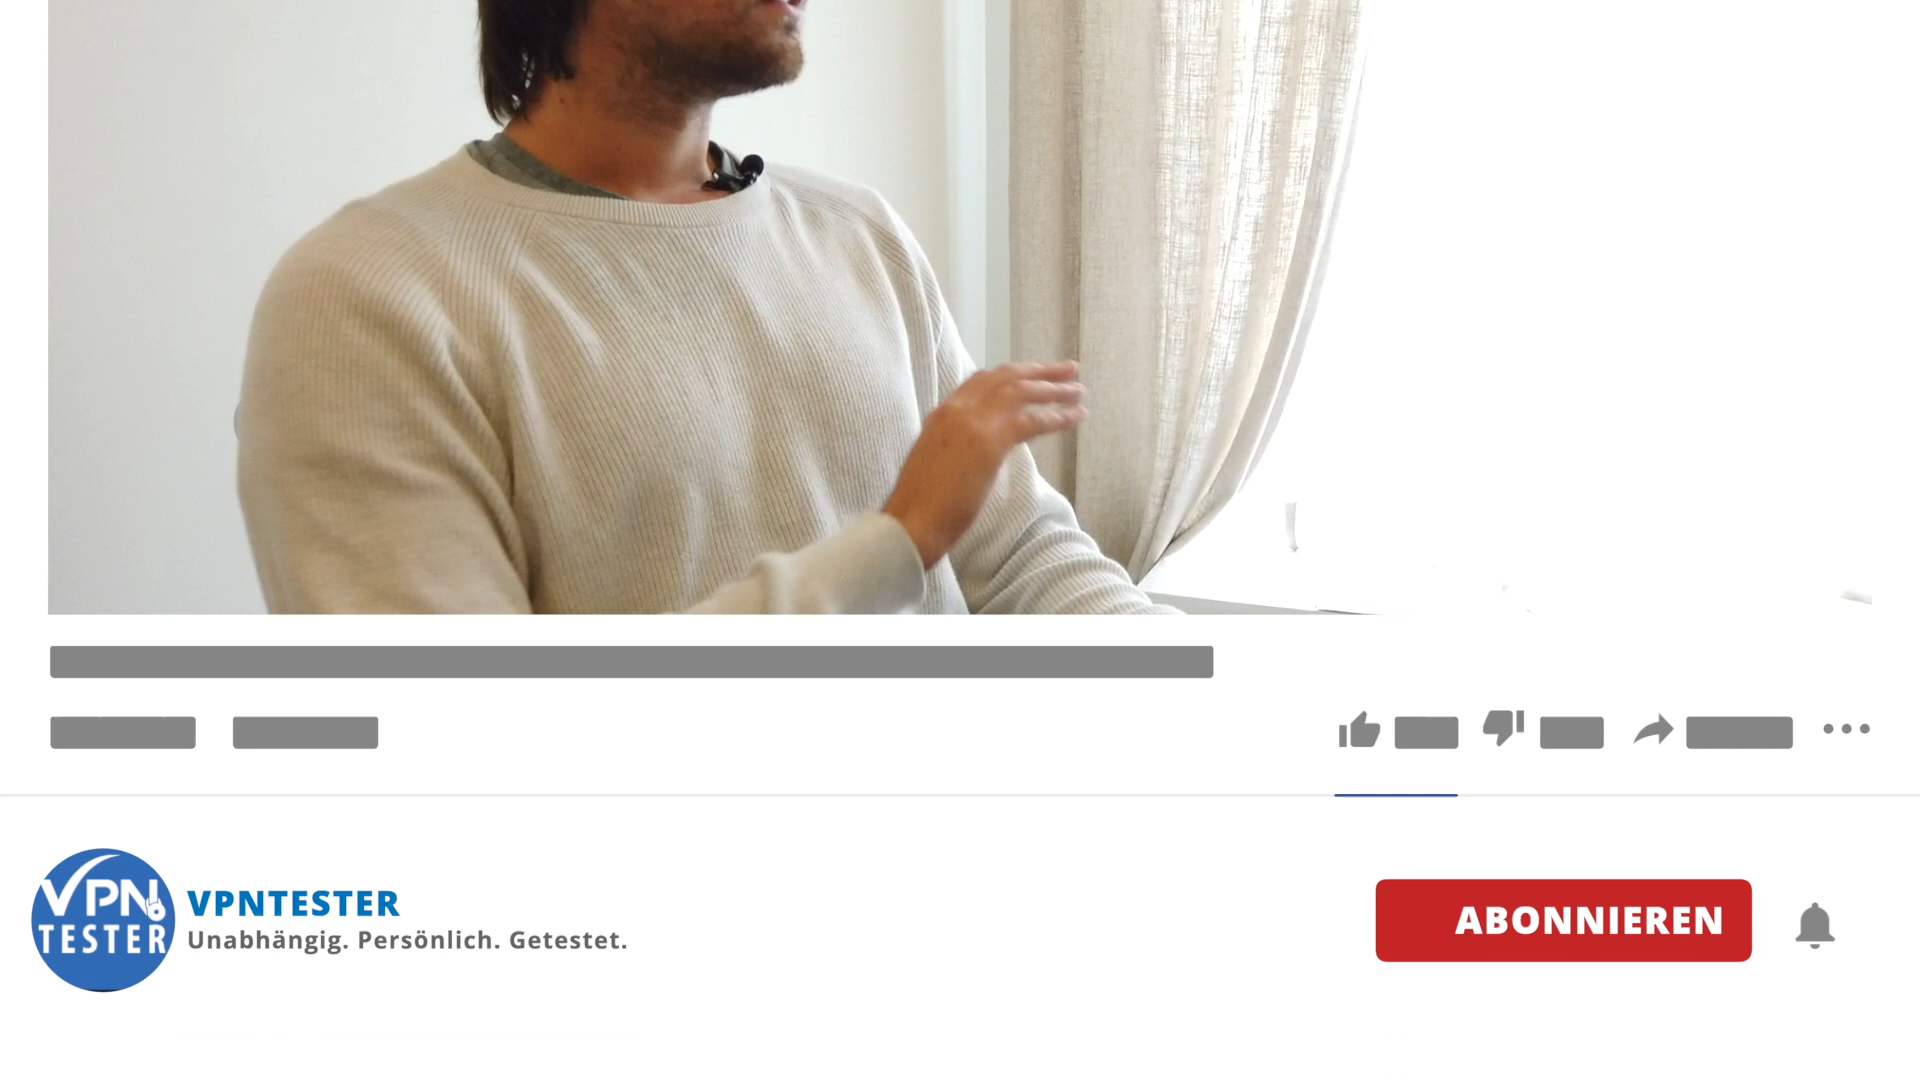 VPN
TESTER
VPNTESTER
Unabhängig. Persönlich. Getestet.
ABONNIEREN